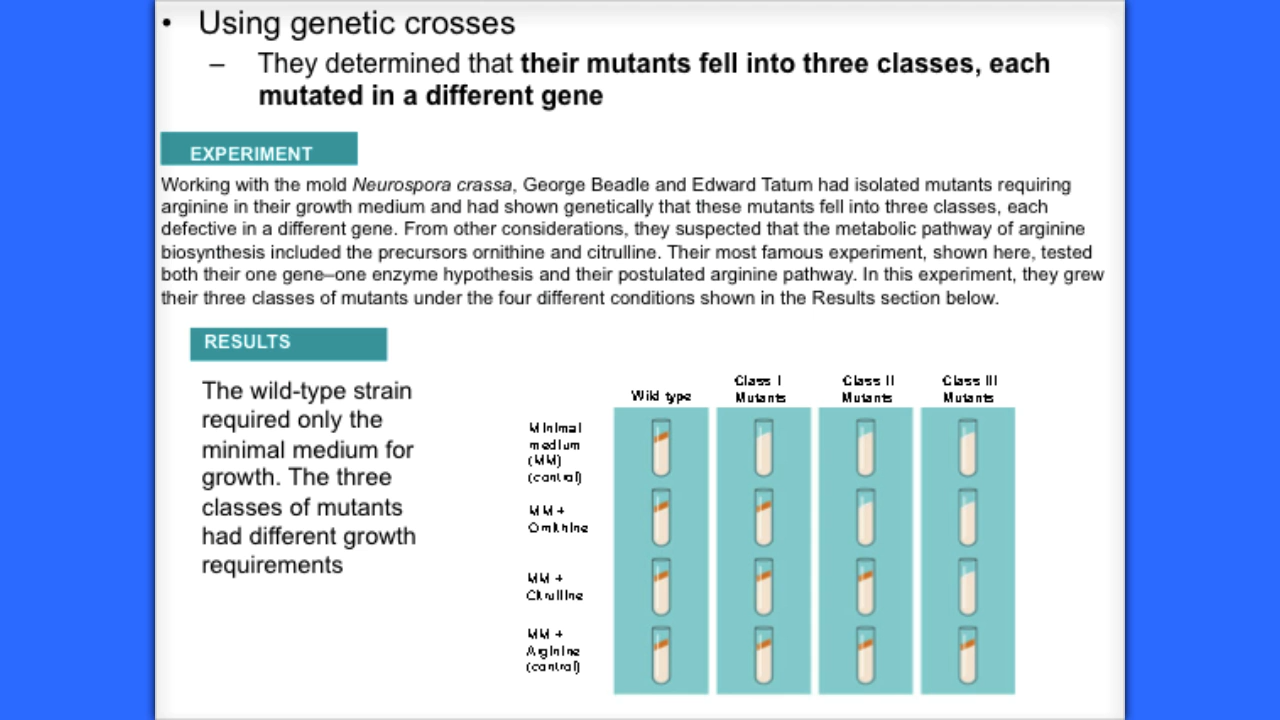 • Using genetic crosses
– They determined that their mutants fell into three classes, each
mutated in a different gene
EXPERIMENT
Working with the mold Neurospora crassa, George Beadle and Edward Tatum had isolated mutants requiring
arginine in their growth medium and had shown genetically that these mutants fell into three classes, each
defective in a different gene. From other considerations, they suspected that the metabolic pathway of arginine
biosynthesis included the precursors ornithine and citrulline. Their most famous experiment, shown here, tested
both their one gene–one enzyme hypothesis and their postulated arginine pathway. In this experiment, they grew
their three classes of mutants under the four different conditions shown in the Results section below.
RESULTS
The wild-type strain
required only the
minimal medium for
growth. The three
classes of mutants
had different growth
requirements
Wild type
Class I
Mutants
Class II
Mutants
Class III
Mutants
Minimal
medium
(MM)
(control)
MM +
Ornithine
MM +
Citrulline
MM +
Arginine
(control)